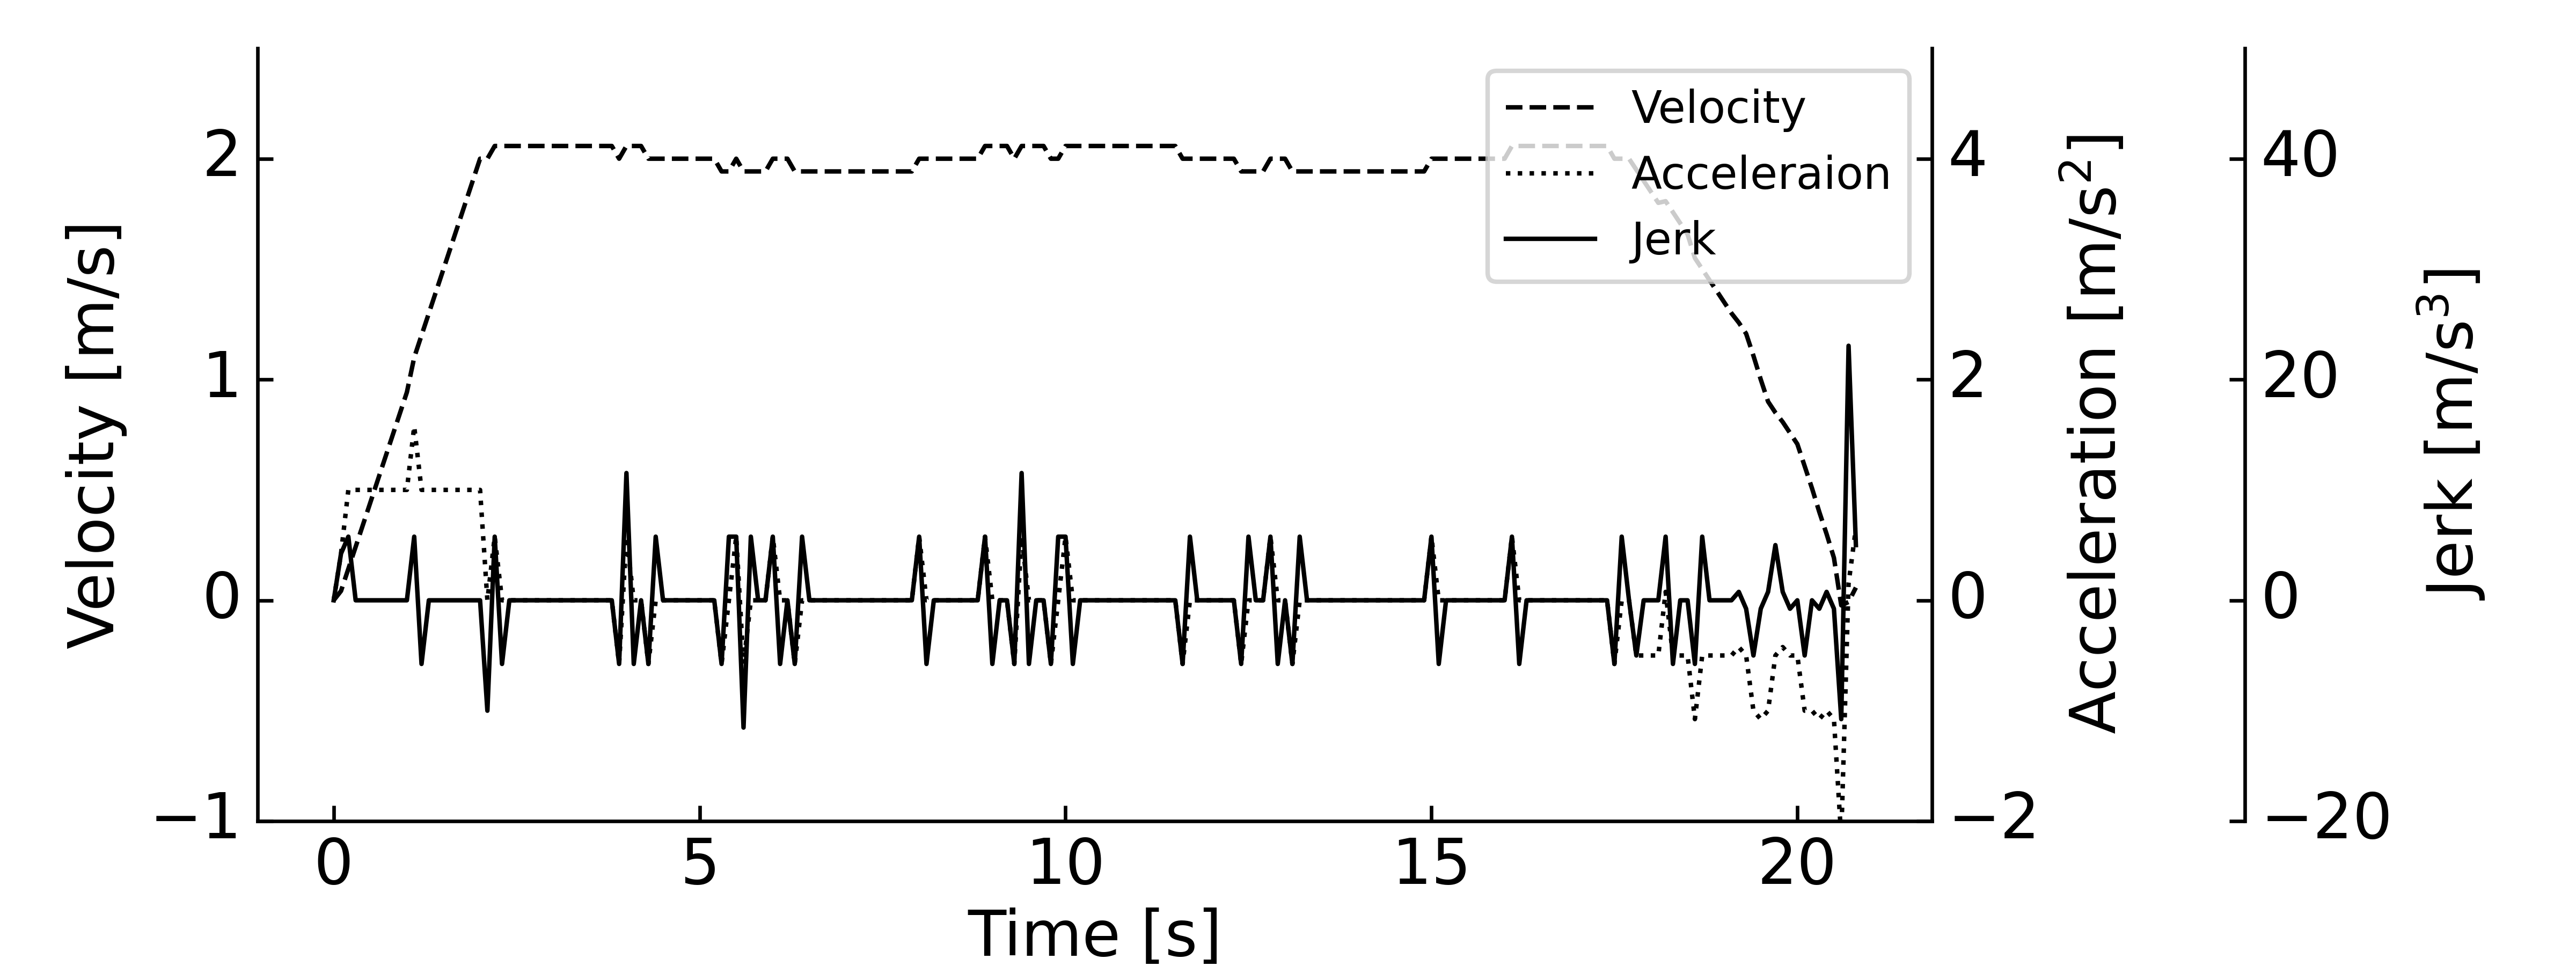 Velocity [m/s]
2
1
0
−1
0
5
10
15
20
Time [s]
Velocity
Acceleraion
Jerk
4
2
0
−2
Acceleration [m/s²]
40
20
0
−20
Jerk [m/s³]